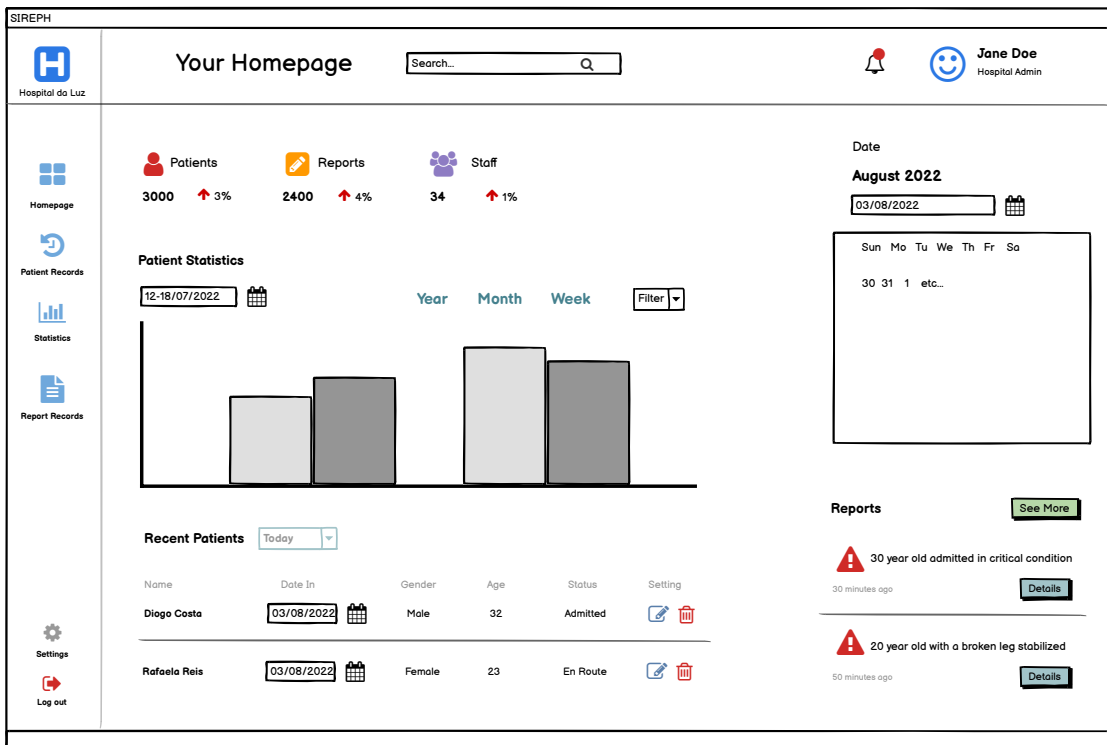 SIREPH
Hospital da Luz
Your Homepage
Search...
Jane Doe
Hospital Admin
Homepage
Patient Records
Statistics
Report Records
Settings
Log out
Patients
3000 3%
Reports
2400 4%
Staff
34 1%
Patient Statistics
12-18/07/2022
Year Month Week
Filter
Recent Patients Today
Name Date In Gender Age Status Setting
Diogo Costa 03/08/2022 Male 32 Admitted
Rafaela Reis 03/08/2022 Female 23 En Route
Date
August 2022
03/08/2022
Sun Mo Tu We Th Fr Sa
30 31 1 etc...
Reports
See More
30 year old admitted in critical condition
30 minutes ago
Details
20 year old with a broken leg stabilized
50 minutes ago
Details